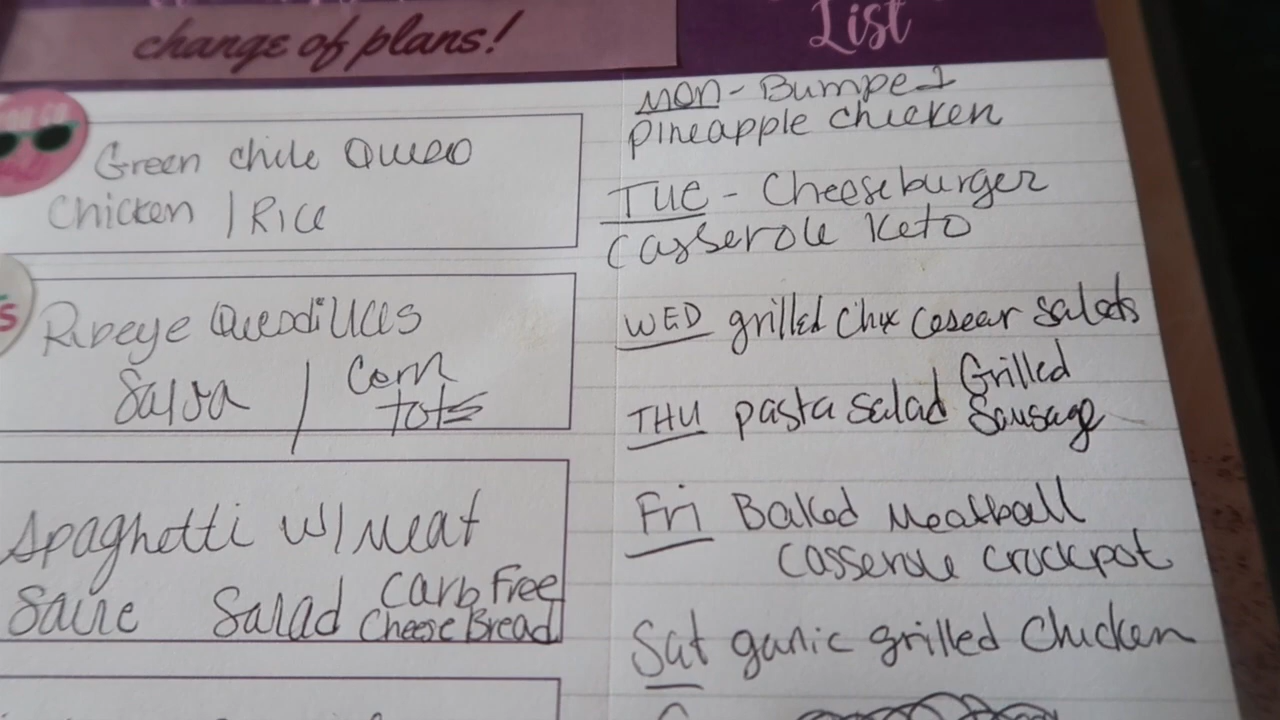 change of plans!
List
Green chile Queso
Chicken / Rice
Ribeye Quesadillas
Salsa / Corn
tots
Spaghetti w/ Meat
Sauce Salad Carb Free
Cheese Bread
Mon - Bumped
pineapple chicken
TUE - Cheeseburger
Casserole Keto
WED grilled Chix Cesear Salads
THU pasta salad Grilled
Sausage
Fri Baked Meatball
Casserole Crockpot
Sat garlic grilled Chicken